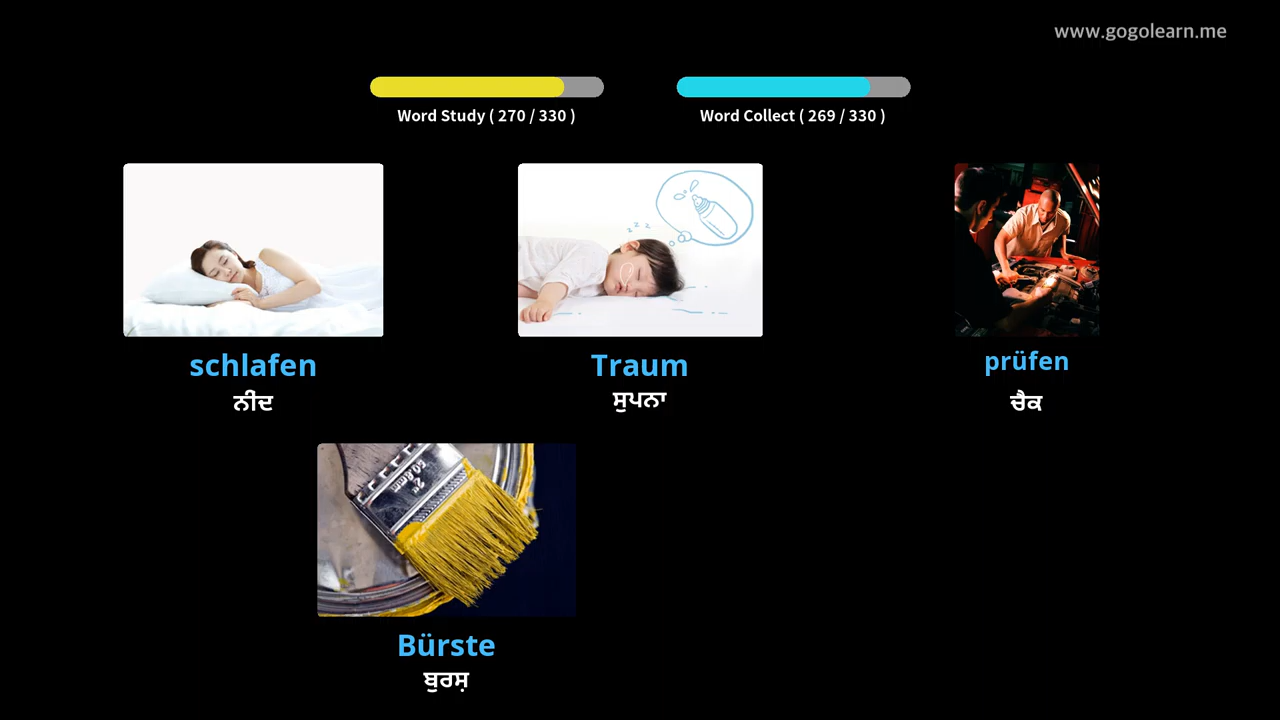 www.gogolearn.me
Word Study ( 270 / 330 )
Word Collect ( 269 / 330 )
schlafen
ਨੀਂਦ
Traum
ਸੁਪਨਾ
prüfen
ਚੈਕ
Bürste
ਬੁਰਸ਼